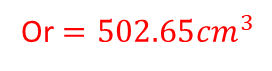 Or = 502.65cm³